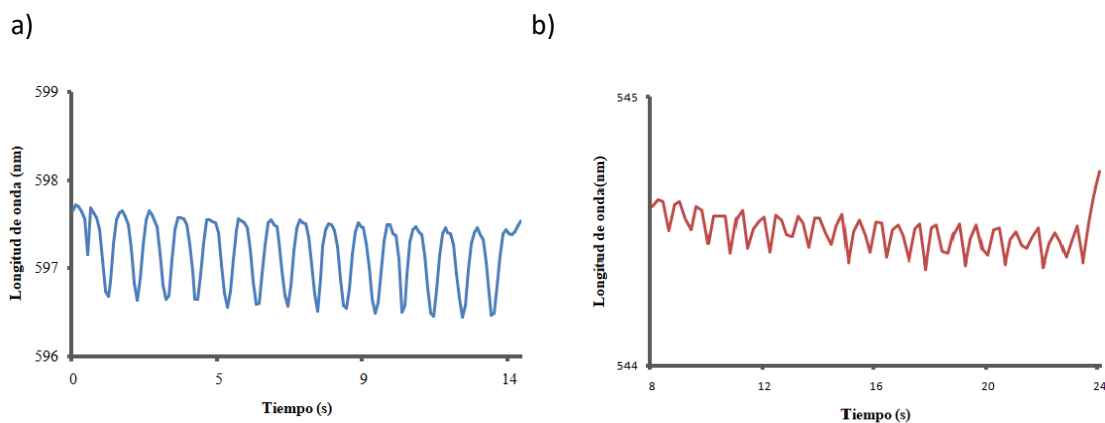 a)
b)
599
598
597
596
Longitud de onda (nm)
0
5
9
14
Tiempo (s)
545
544
Longitud de onda(nm)
8
12
16
20
24
Tiempo (s)